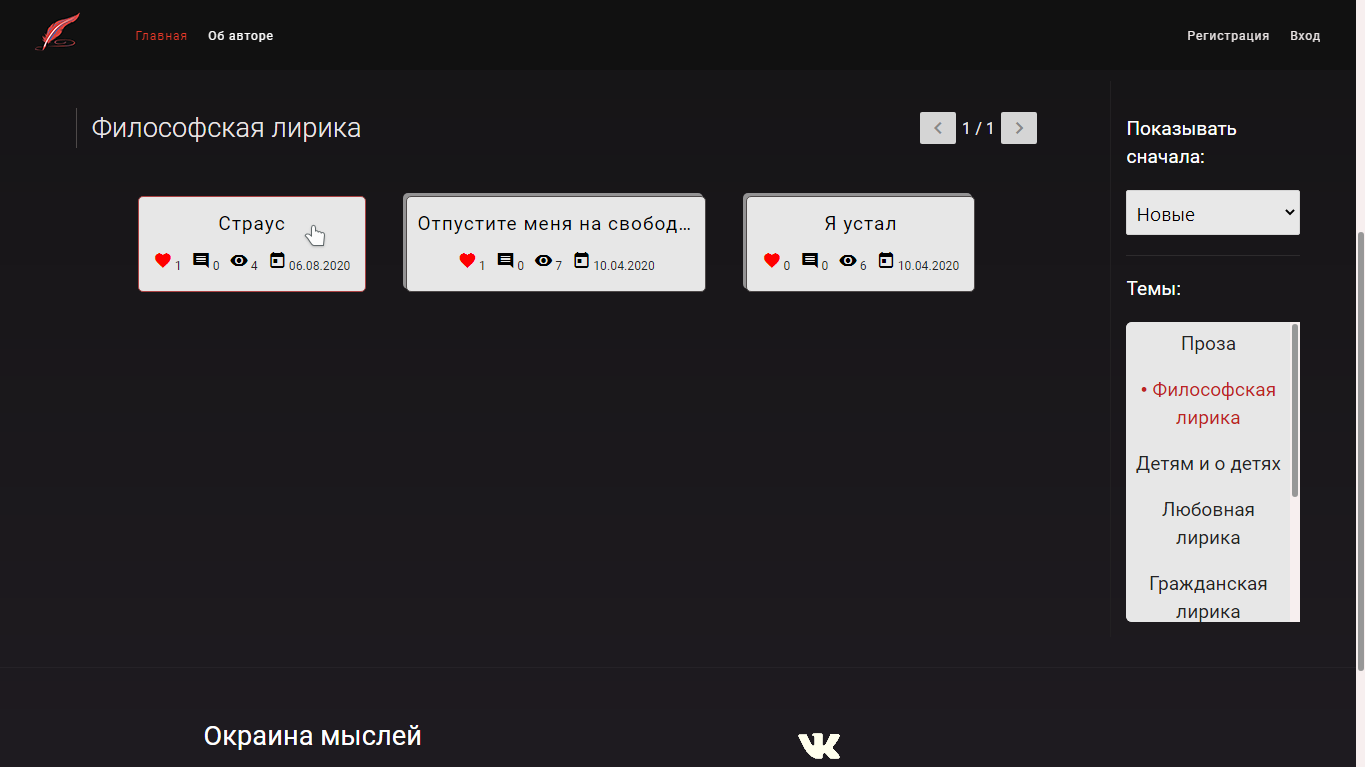 Главная
Об авторе
Регистрация
Вход
Философская лирика
1 / 1
Страус
1 0 4 06.08.2020
Отпустите меня на свобод...
1 0 7 10.04.2020
Я устал
0 0 6 10.04.2020
Показывать
сначала:
Новые
Темы:
Проза
• Философская
лирика
Детям и о детях
Любовная
лирика
Гражданская
лирика
Окраина мыслей